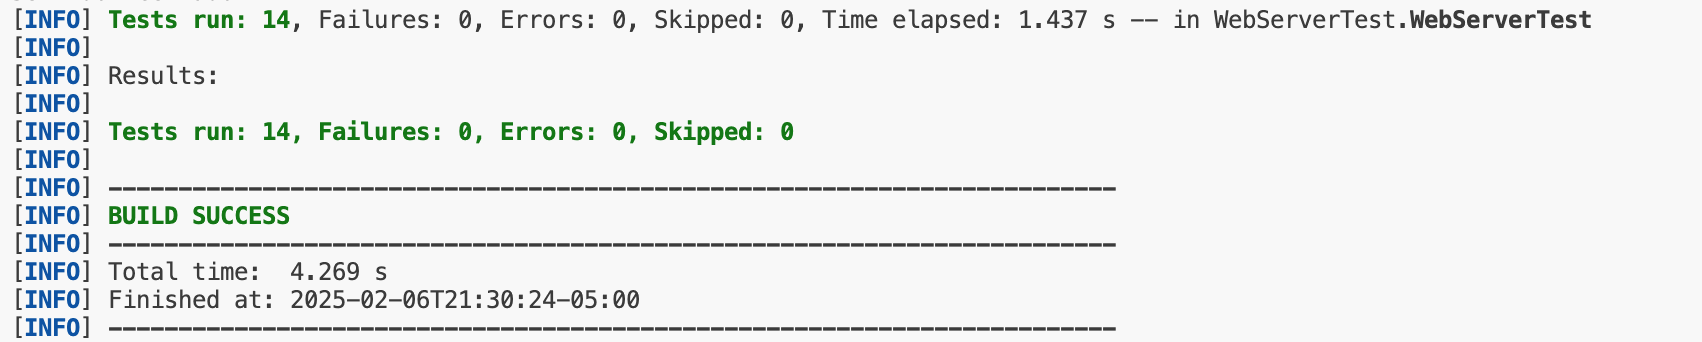 [INFO] Tests run: 14, Failures: 0, Errors: 0, Skipped: 0, Time elapsed: 1.437 s -- in WebServerTest.WebServerTest
[INFO]
[INFO] Results:
[INFO]
[INFO] Tests run: 14, Failures: 0, Errors: 0, Skipped: 0
[INFO]
[INFO] ------------------------------------------------------------------------
[INFO] BUILD SUCCESS
[INFO] ------------------------------------------------------------------------
[INFO] Total time:  4.269 s
[INFO] Finished at: 2025-02-06T21:30:24-05:00
[INFO] ------------------------------------------------------------------------